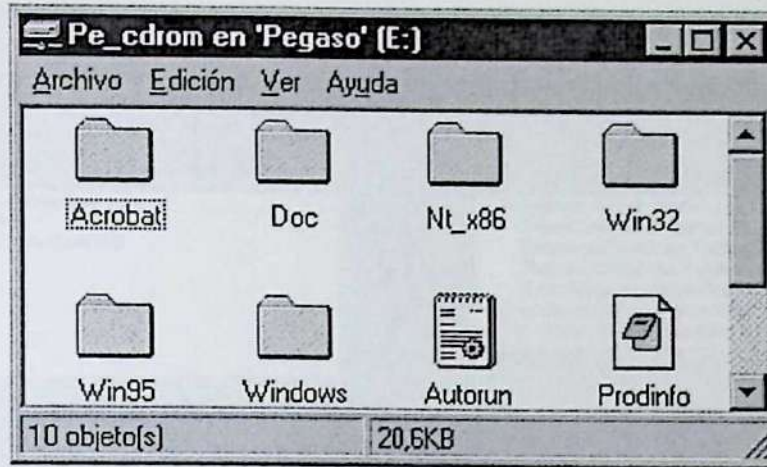 Pe_cdrom en 'Pegaso' (E:)
Archivo Edición Ver Ayuda
Acrobat Doc Nt_x86 Win32
Win95 Windows Autorun Prodinfo
10 objeto(s) 20,6KB